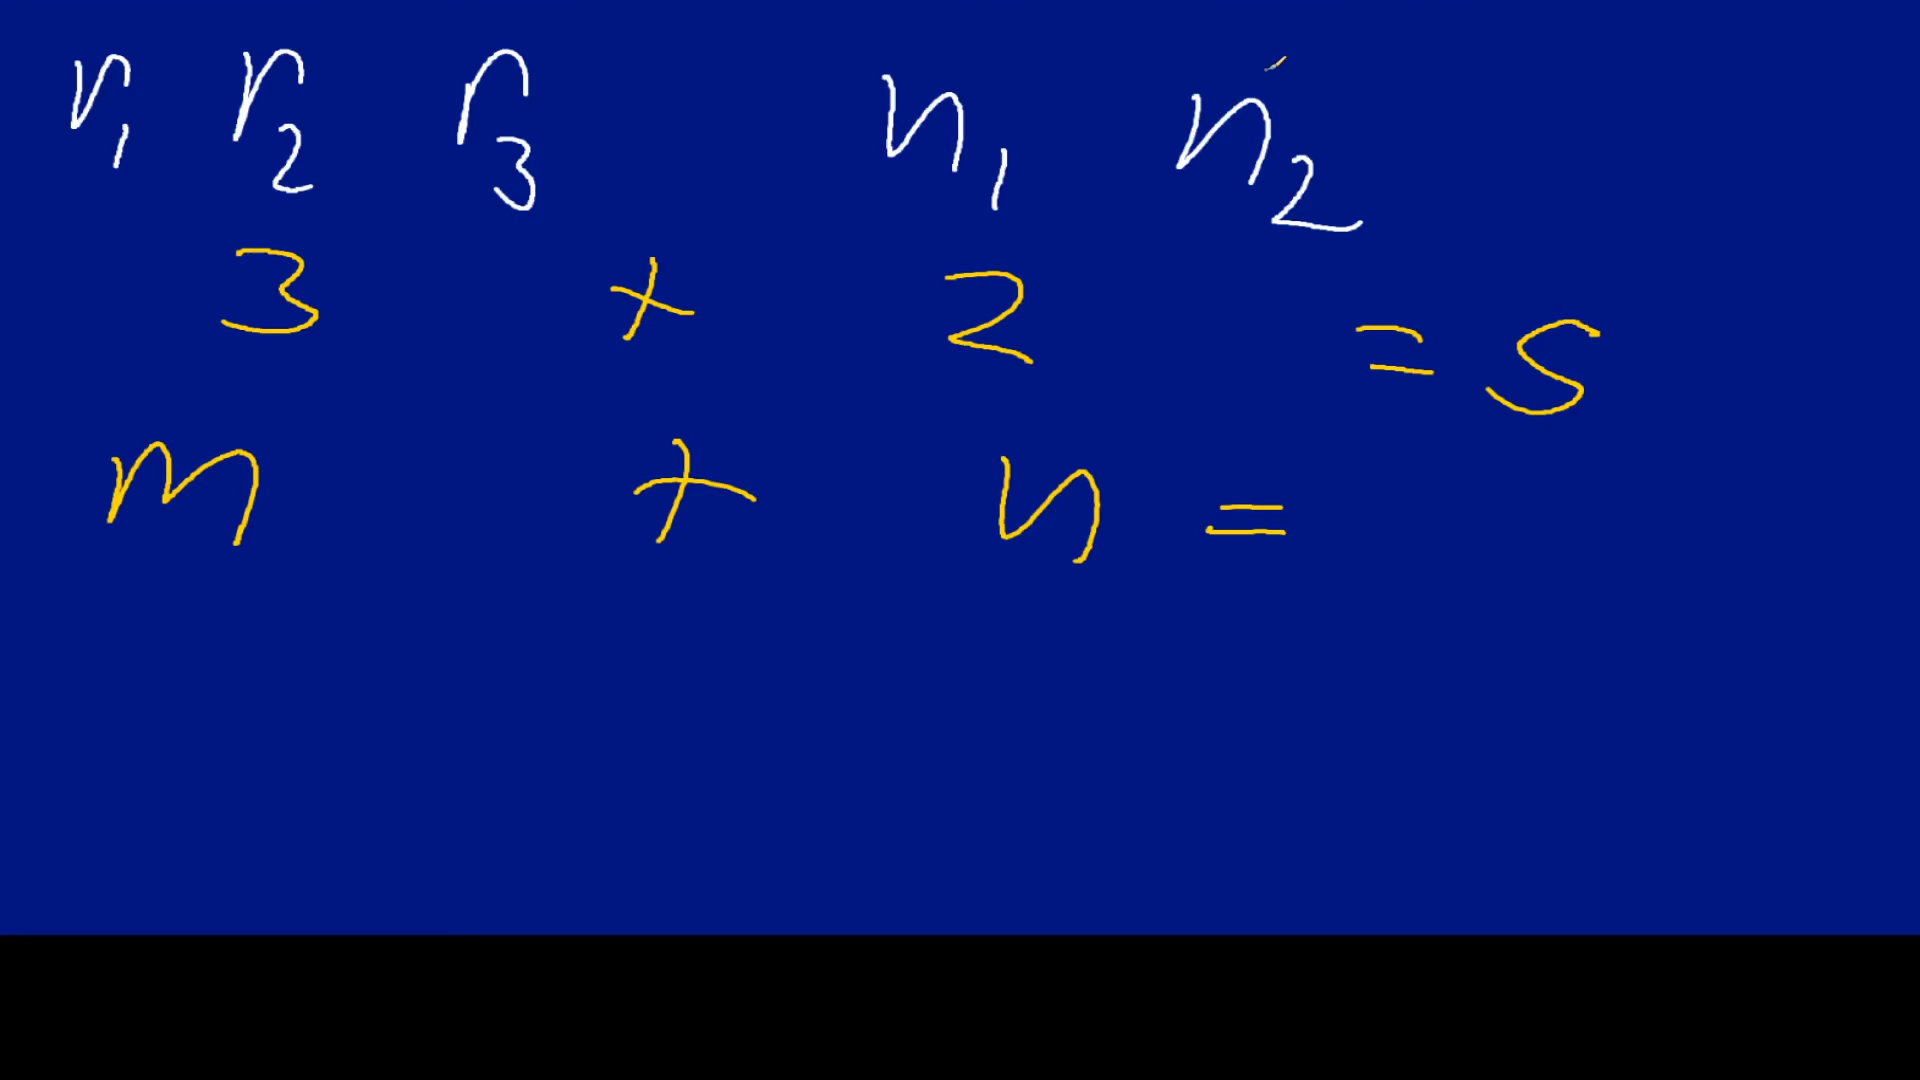 r₁ r₂ r₃ n₁ n₂
3 + 2 = 5
m + n =